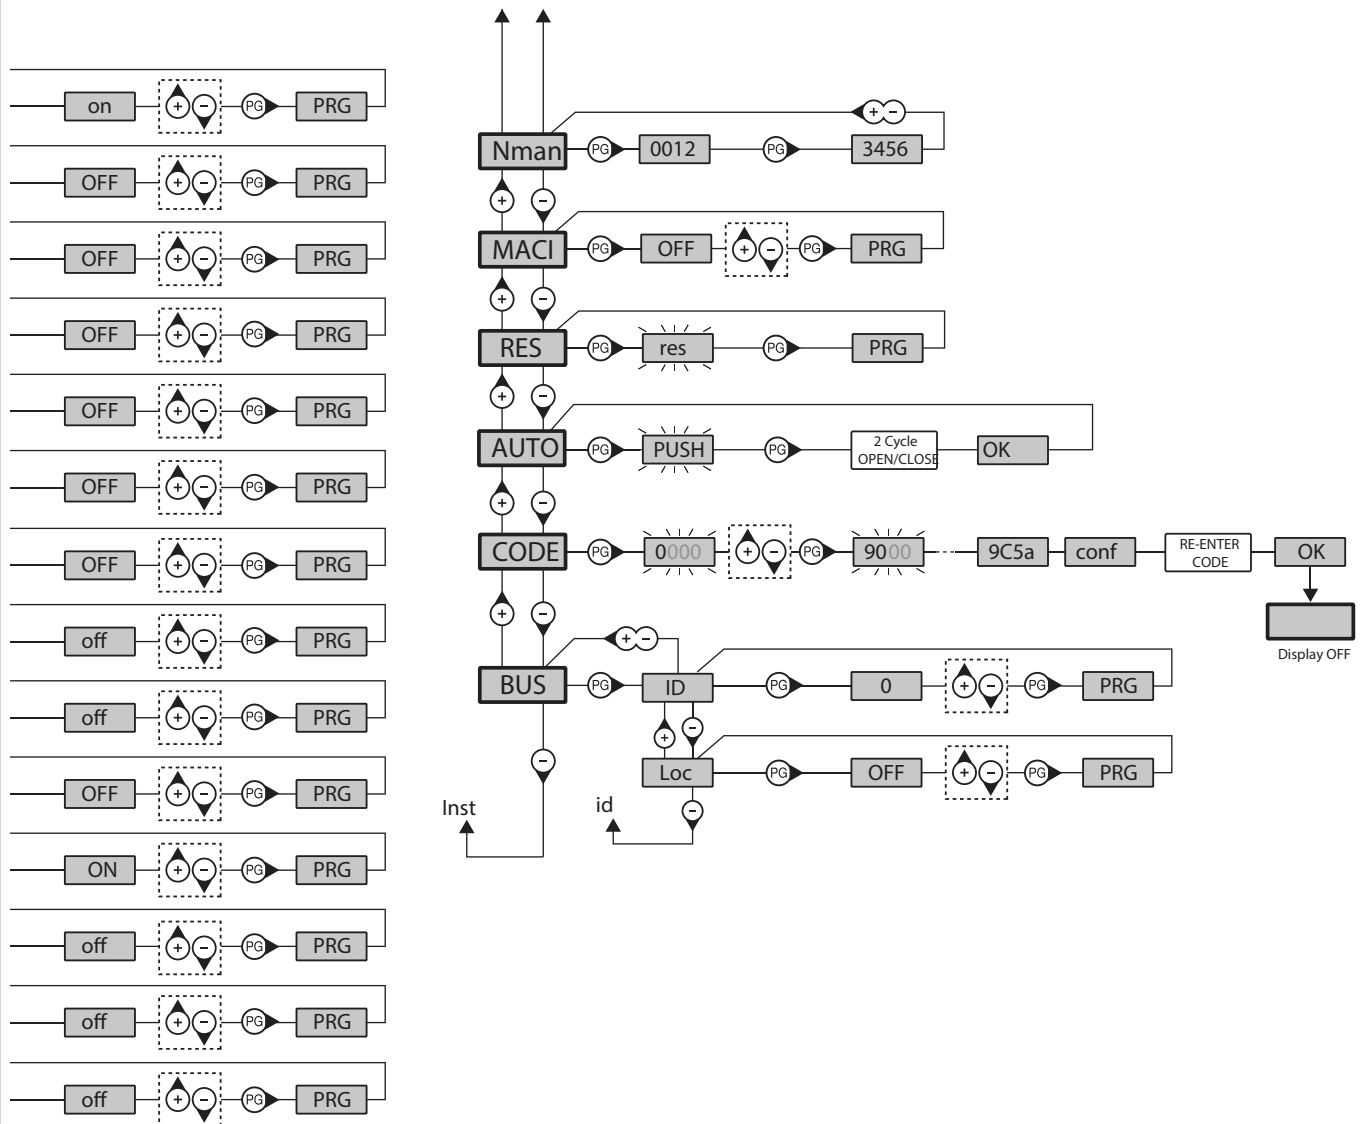 on + − PG PRG
OFF + − PG PRG
OFF + − PG PRG
OFF + − PG PRG
OFF + − PG PRG
OFF + − PG PRG
OFF + − PG PRG
off + − PG PRG
off + − PG PRG
OFF + − PG PRG
ON + − PG PRG
off + − PG PRG
off + − PG PRG
off + − PG PRG
+ −
Nman PG 0012 PG 3456
+ −
MACI PG OFF + − PG PRG
+ −
RES PG res PG PRG
+ −
AUTO PG PUSH PG 2 Cycle
OPEN/CLOSE
OK
+ −
CODE PG 0000 + − PG 9000 9C5a conf RE-ENTER
CODE
OK
Display OFF
+ −
+ −
BUS PG ID PG 0 + − PG PRG
+ −
Loc PG OFF + − PG PRG
−
−
Inst
id